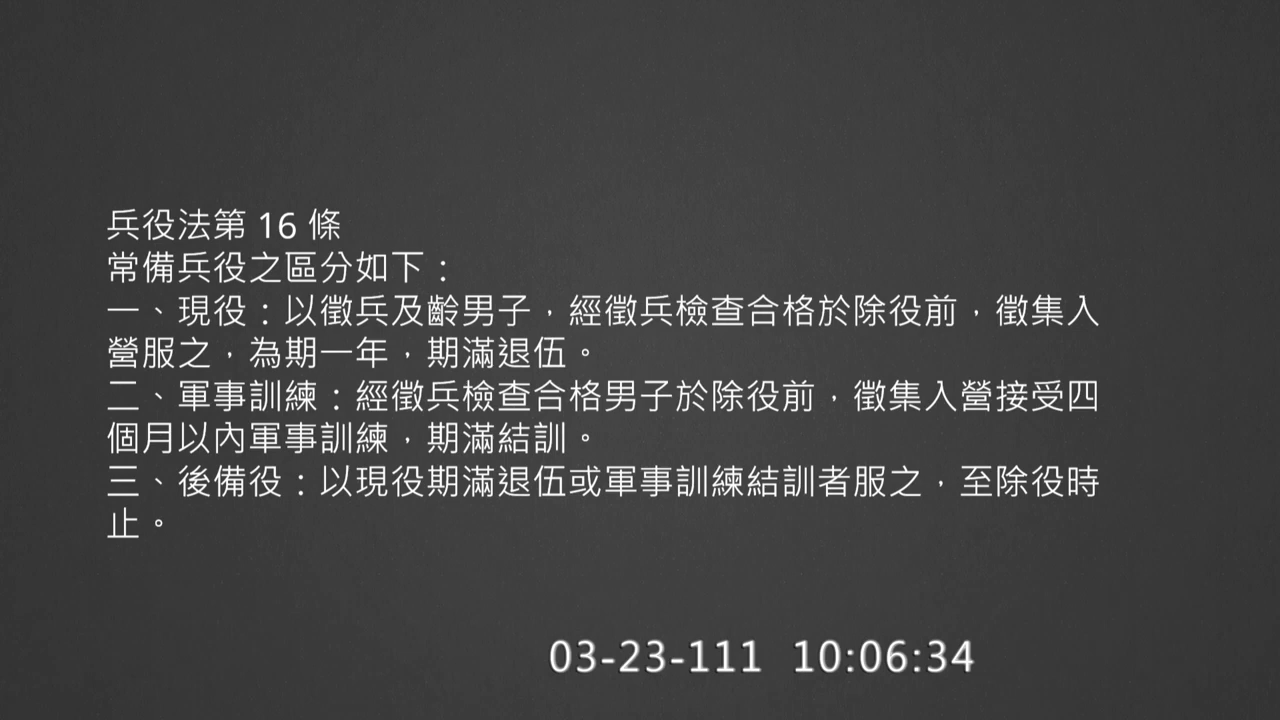 兵役法第 16 條
常備兵役之區分如下：
一、現役：以徵兵及齡男子，經徵兵檢查合格於除役前，徵集入
營服之，為期一年，期滿退伍。
二、軍事訓練：經徵兵檢查合格男子於除役前，徵集入營接受四
個月以內軍事訓練，期滿結訓。
三、後備役：以現役期滿退伍或軍事訓練結訓者服之，至除役時
止。
03-23-111 10:06:34